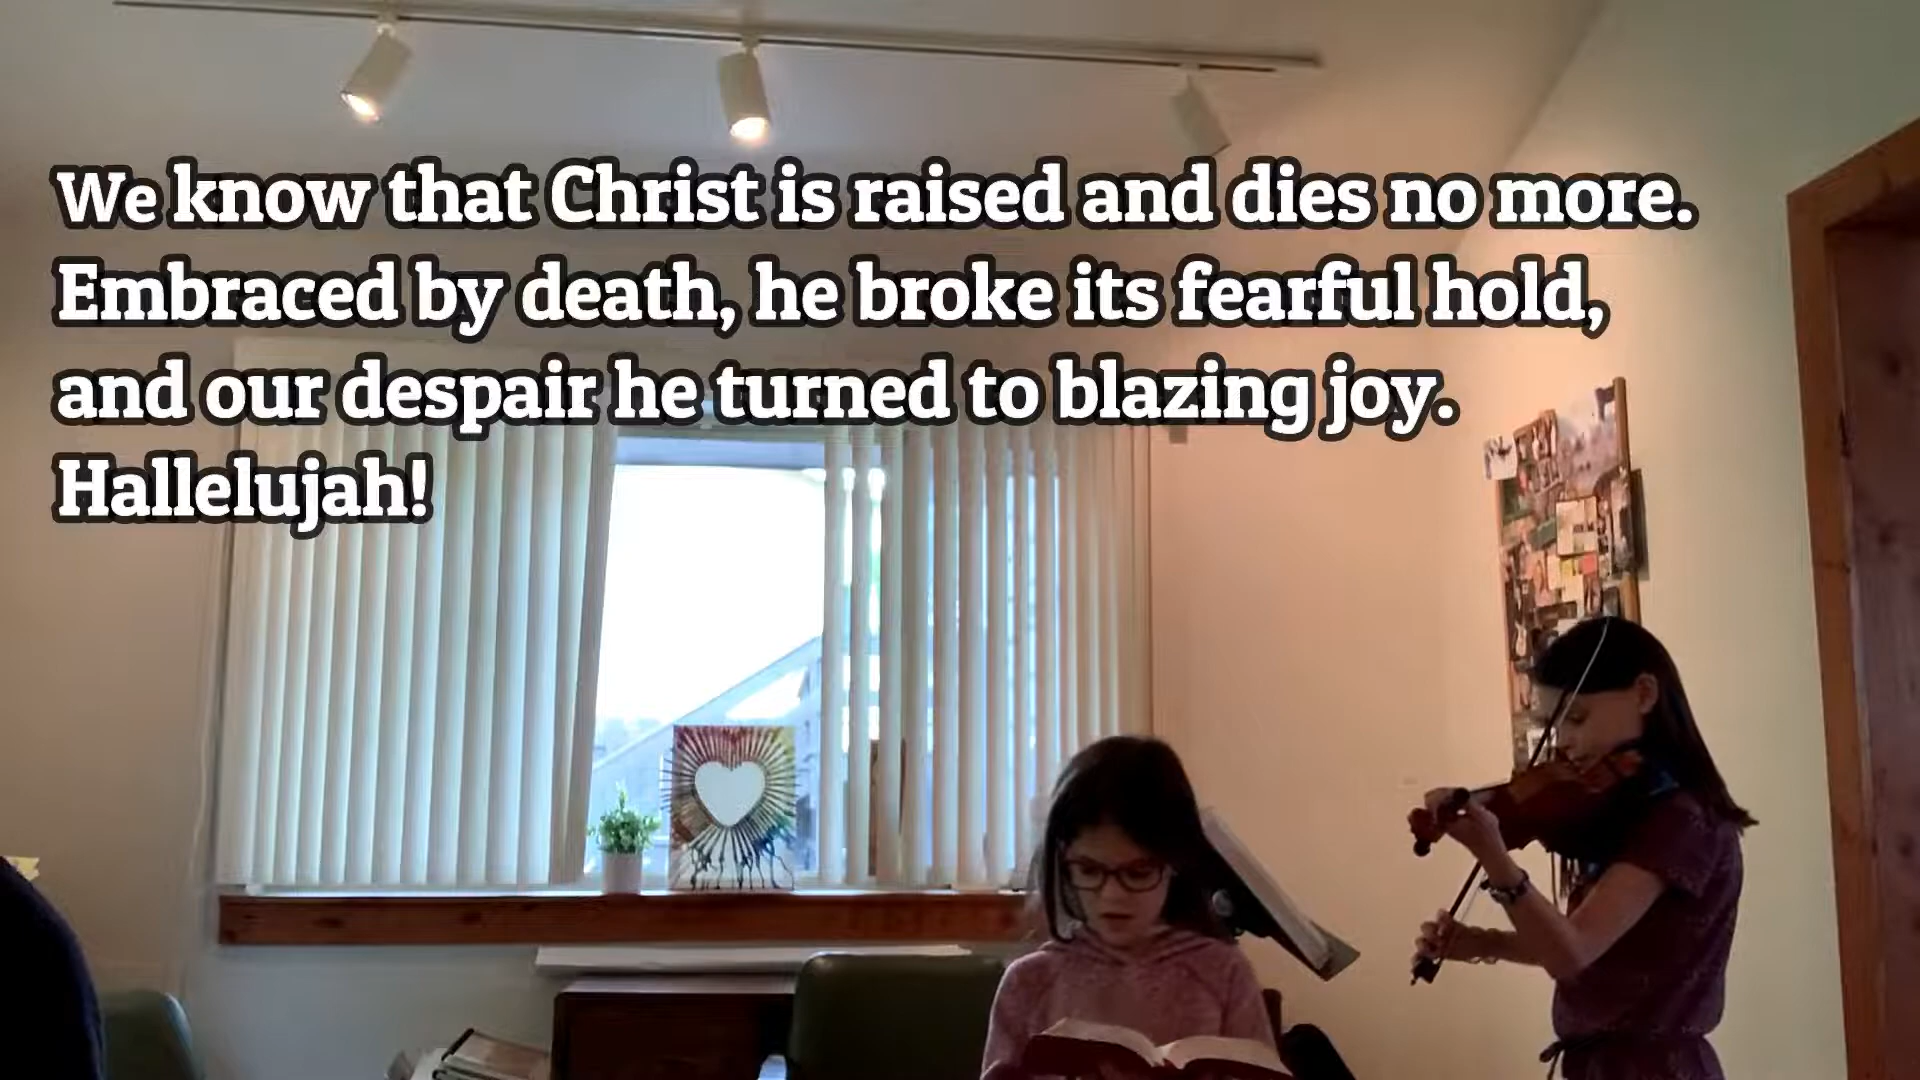 We know that Christ is raised and dies no more.
Embraced by death, he broke its fearful hold,
and our despair he turned to blazing joy.
Hallelujah!